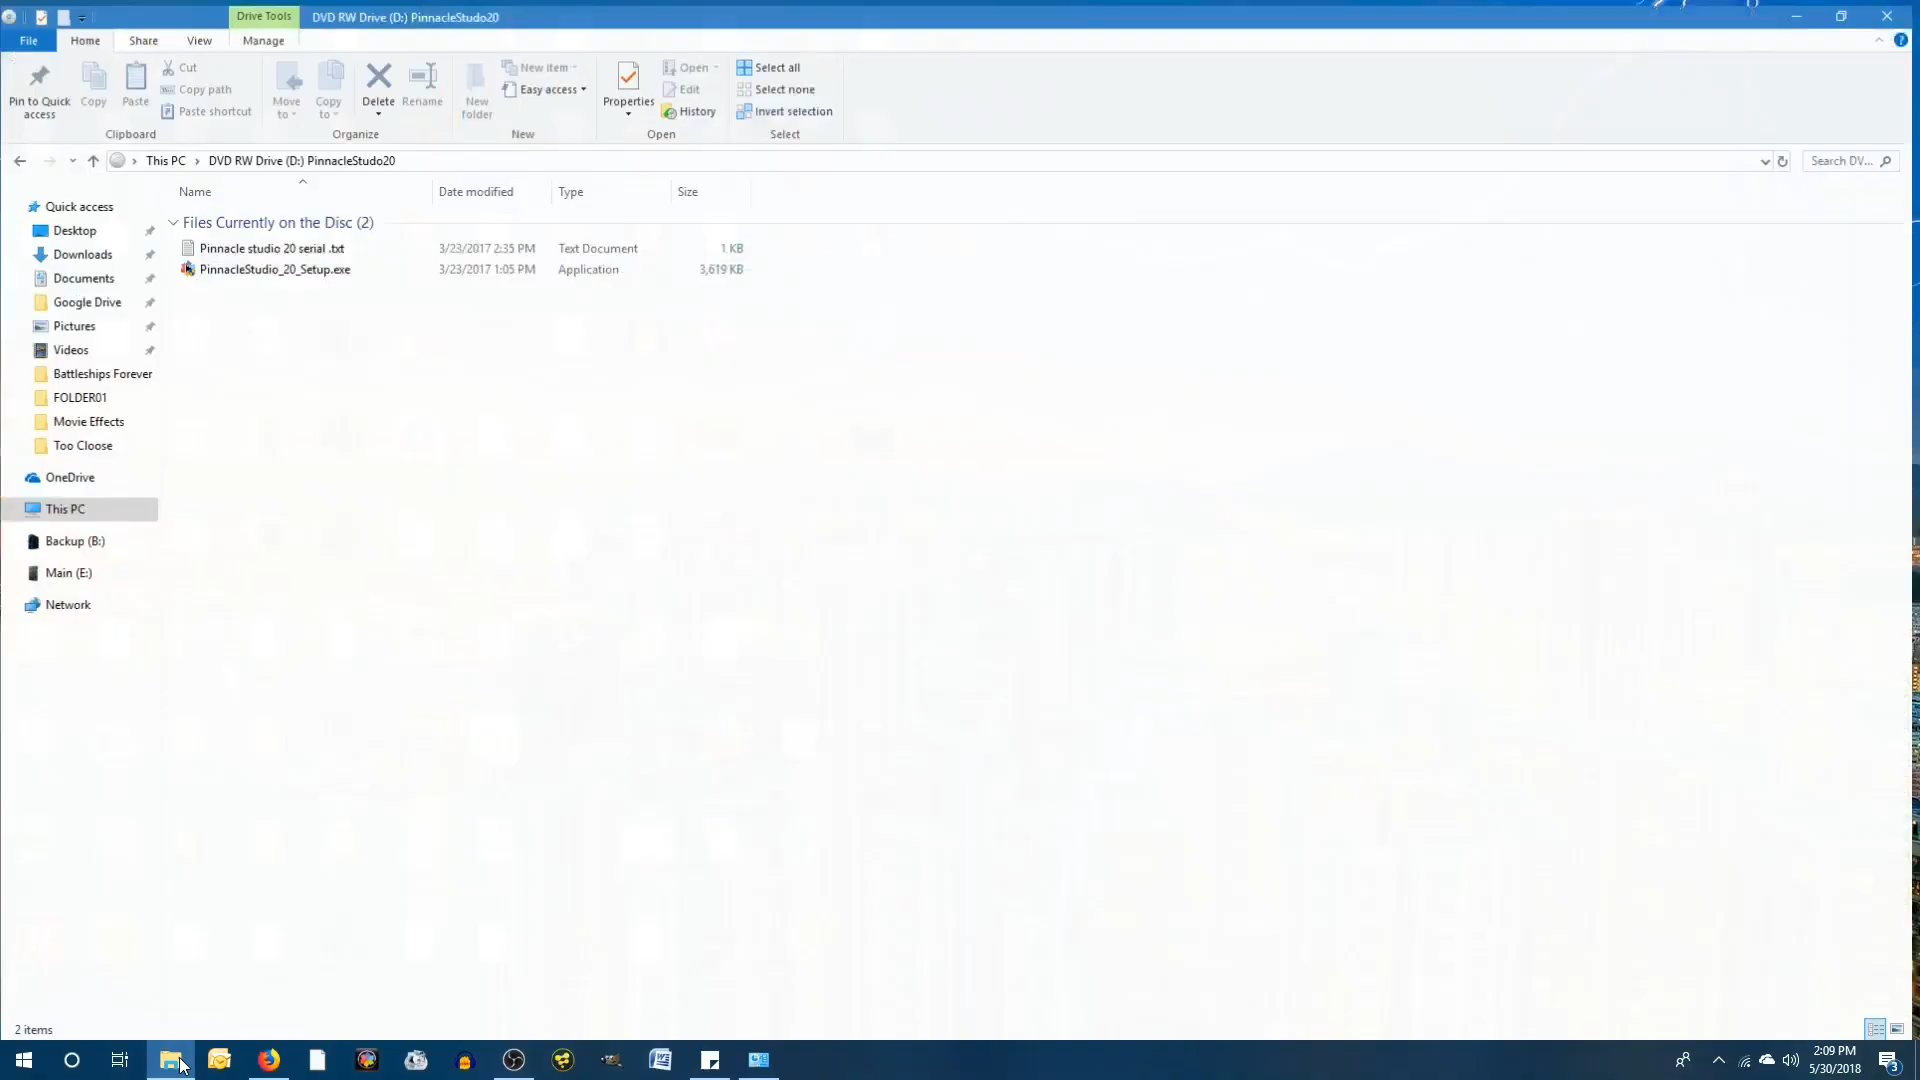 Drive Tools
DVD RW Drive (D:) PinnacleStudo20
File
Home
Share
View
Manage
Pin to Quick access
Copy
Paste
Cut
Copy path
Paste shortcut
Clipboard
Move to
Copy to
Delete
Rename
Organize
New folder
New item
Easy access
New
Properties
Open
Edit
History
Open
Select all
Select none
Invert selection
Select
This PC
DVD RW Drive (D:) PinnacleStudo20
Search DV...
Name
Date modified
Type
Size
Files Currently on the Disc (2)
Pinnacle studio 20 serial .txt 3/23/2017 2:35 PM Text Document 1 KB
PinnacleStudio_20_Setup.exe 3/23/2017 1:05 PM Application 3,619 KB
Quick access
Desktop
Downloads
Documents
Google Drive
Pictures
Videos
Battleships Forever
FOLDER01
Movie Effects
Too Cloose
OneDrive
This PC
Backup (B:)
Main (E:)
Network
2 items
2:09 PM
5/30/2018
3